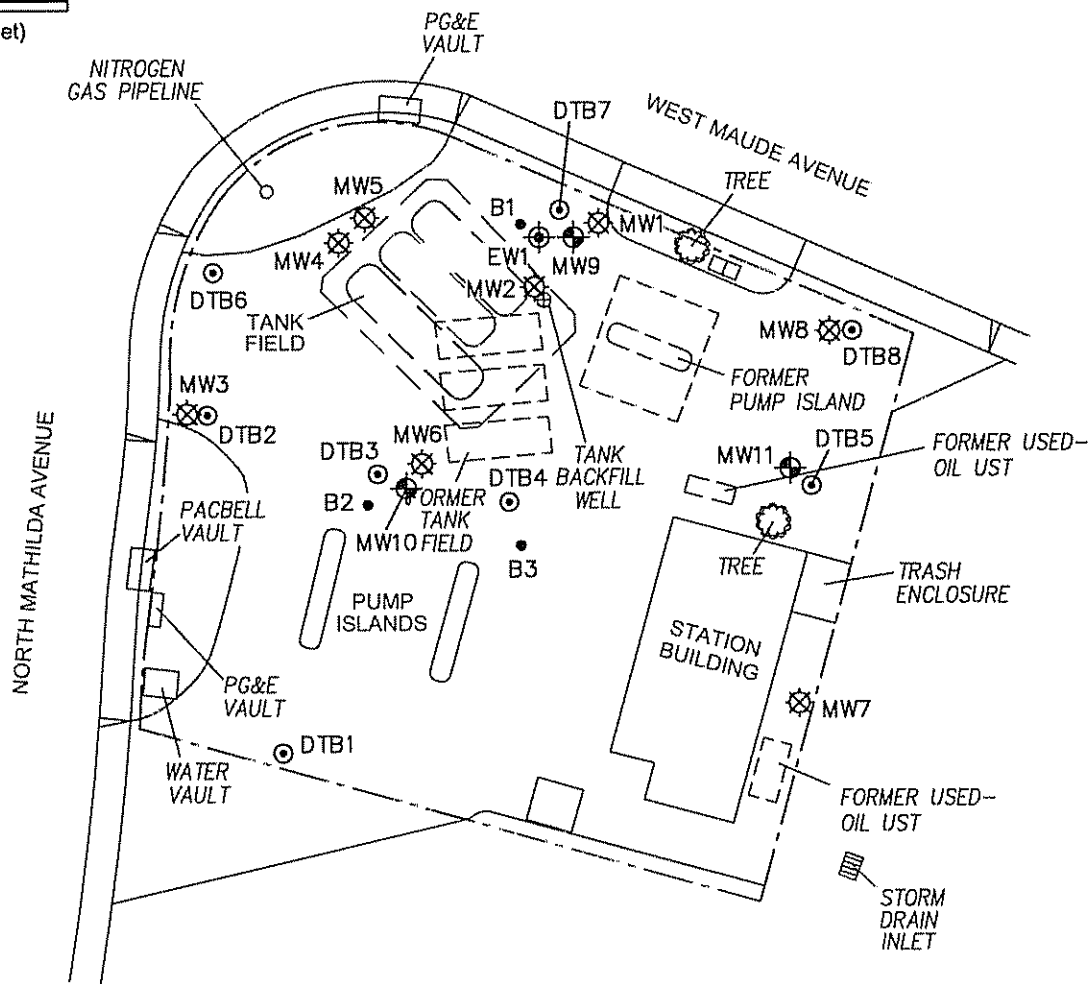 et)
PG&E
VAULT
NITROGEN
GAS PIPELINE
DTB7
WEST MAUDE AVENUE
TREE
MW5
B1
MW1
MW4
EW1
MW9
DTB6
MW2
TANK
FIELD
MW8
DTB8
MW3
DTB2
FORMER
PUMP ISLAND
NORTH MATHILDA AVENUE
DTB3
MW6
TANK
BACKFILL
WELL
MW11
DTB5
FORMER USED-
OIL UST
DTB4
B2
ORMER
TANK
FIELD
MW10
PACBELL
VAULT
B3
TREE
TRASH
ENCLOSURE
PUMP
ISLANDS
STATION
BUILDING
PG&E
VAULT
MW7
DTB1
WATER
VAULT
FORMER USED-
OIL UST
STORM
DRAIN
INLET